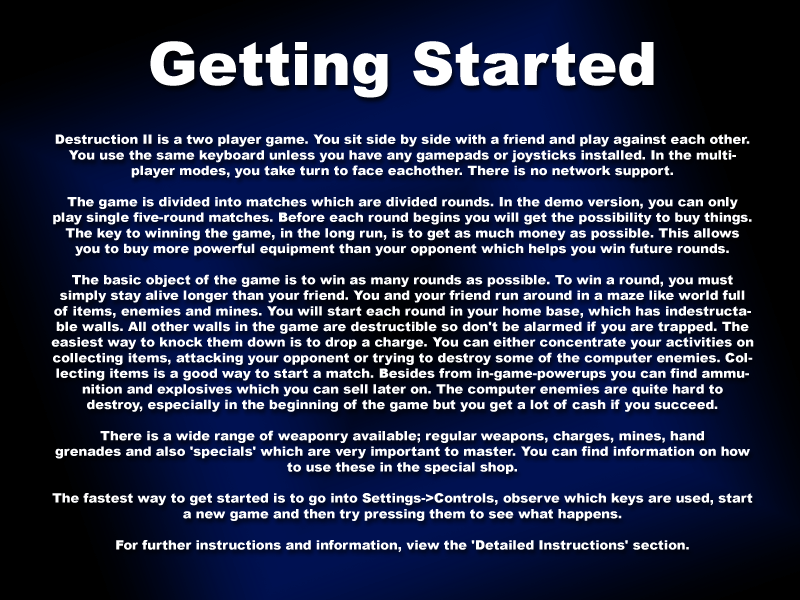 Getting Started
Destruction II is a two player game. You sit side by side with a friend and play against each other.
You use the same keyboard unless you have any gamepads or joysticks installed. In the multi-
player modes, you take turn to face eachother. There is no network support.
The game is divided into matches which are divided rounds. In the demo version, you can only
play single five-round matches. Before each round begins you will get the possibility to buy things.
The key to winning the game, in the long run, is to get as much money as possible. This allows
you to buy more powerful equipment than your opponent which helps you win future rounds.
The basic object of the game is to win as many rounds as possible. To win a round, you must
simply stay alive longer than your friend. You and your friend run around in a maze like world full
of items, enemies and mines. You will start each round in your home base, which has indestructa-
ble walls. All other walls in the game are destructible so don't be alarmed if you are trapped. The
easiest way to knock them down is to drop a charge. You can either concentrate your activities on
collecting items, attacking your opponent or trying to destroy some of the computer enemies. Col-
lecting items is a good way to start a match. Besides from in-game-powerups you can find ammu-
nition and explosives which you can sell later on. The computer enemies are quite hard to
destroy, especially in the beginning of the game but you get a lot of cash if you succeed.
There is a wide range of weaponry available; regular weapons, charges, mines, hand
grenades and also 'specials' which are very important to master. You can find information on how
to use these in the special shop.
The fastest way to get started is to go into Settings->Controls, observe which keys are used, start
a new game and then try pressing them to see what happens.
For further instructions and information, view the 'Detailed Instructions' section.